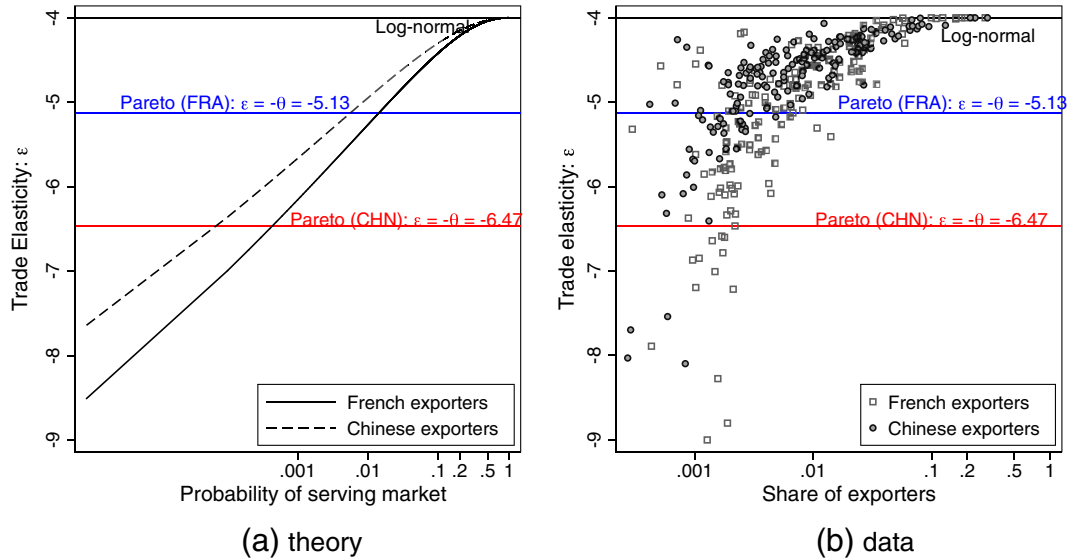 -4
-5
-6
-7
-8
-9
Trade Elasticity: ε
Log-normal
Pareto (FRA): ε = -θ = -5.13
Pareto (CHN): ε = -θ = -6.47
French exporters
Chinese exporters
.001 .01 .1 .2 .5 1
Probability of serving market
(a) theory
-4
-5
-6
-7
-8
-9
Trade elasticity: ε
Log-normal
Pareto (FRA): ε = -θ = -5.13
Pareto (CHN): ε = -θ = -6.47
French exporters
Chinese exporters
.001 .01 .1 .2 .5 1
Share of exporters
(b) data